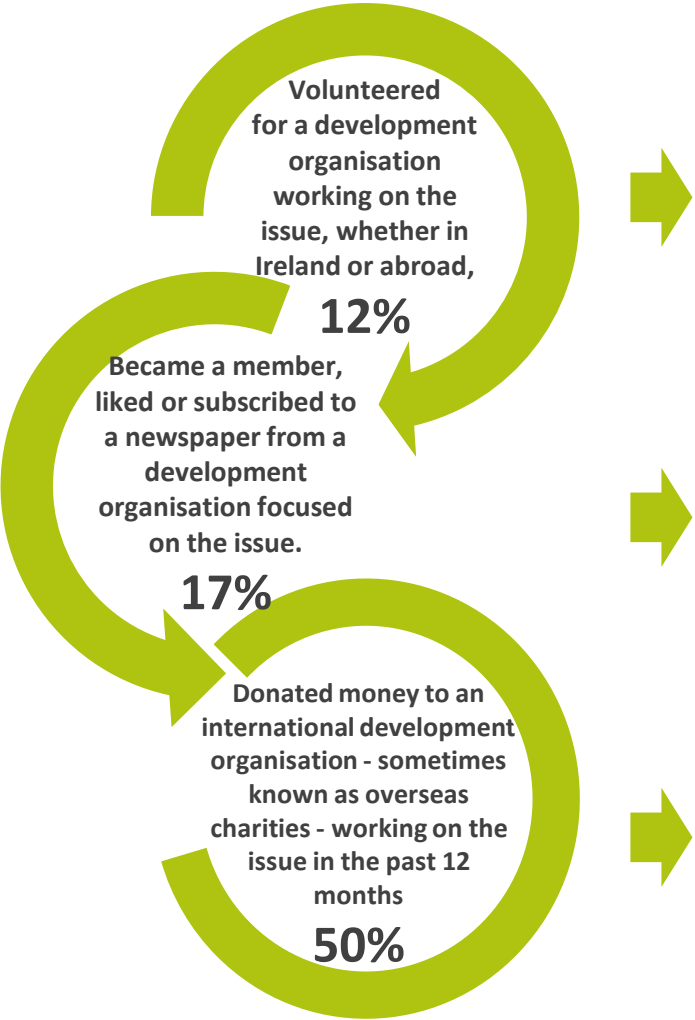 Volunteered
for a development
organisation
working on the
issue, whether in
Ireland or abroad,
12%
Became a member,
liked or subscribed to
a newspaper from a
development
organisation focused
on the issue.
17%
Donated money to an
international development
organisation - sometimes
known as overseas
charities - working on the
issue in the past 12
months
50%